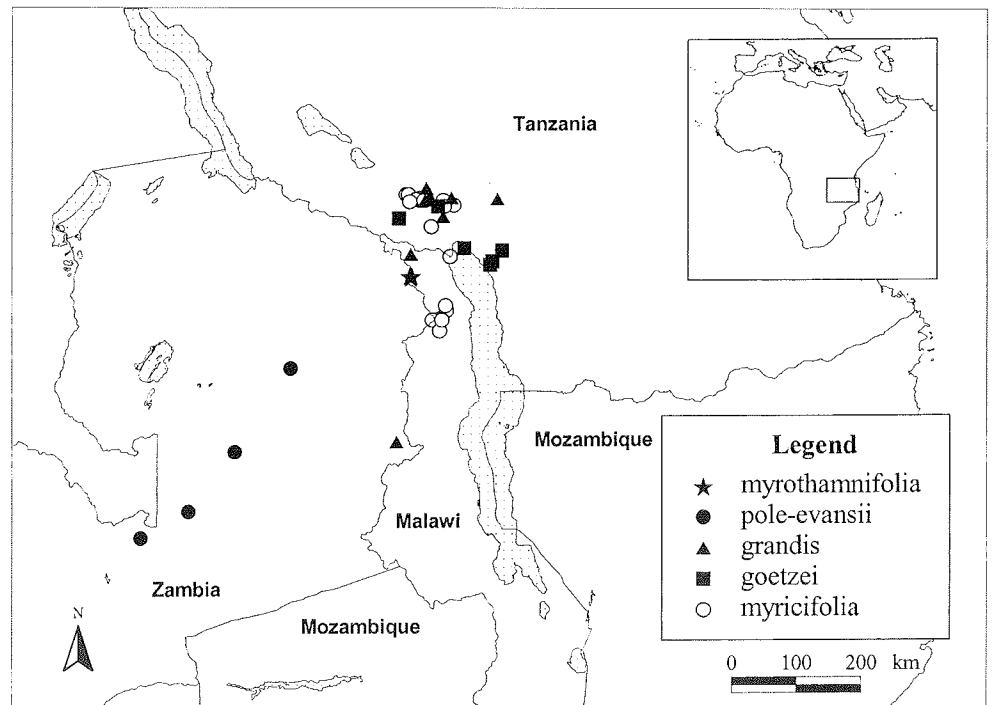 Tanzania
Mozambique
Malawi
Zambia
Mozambique
N
Legend
myrothamnifolia
pole-evansii
grandis
goetzei
myricifolia
0 100 200 km